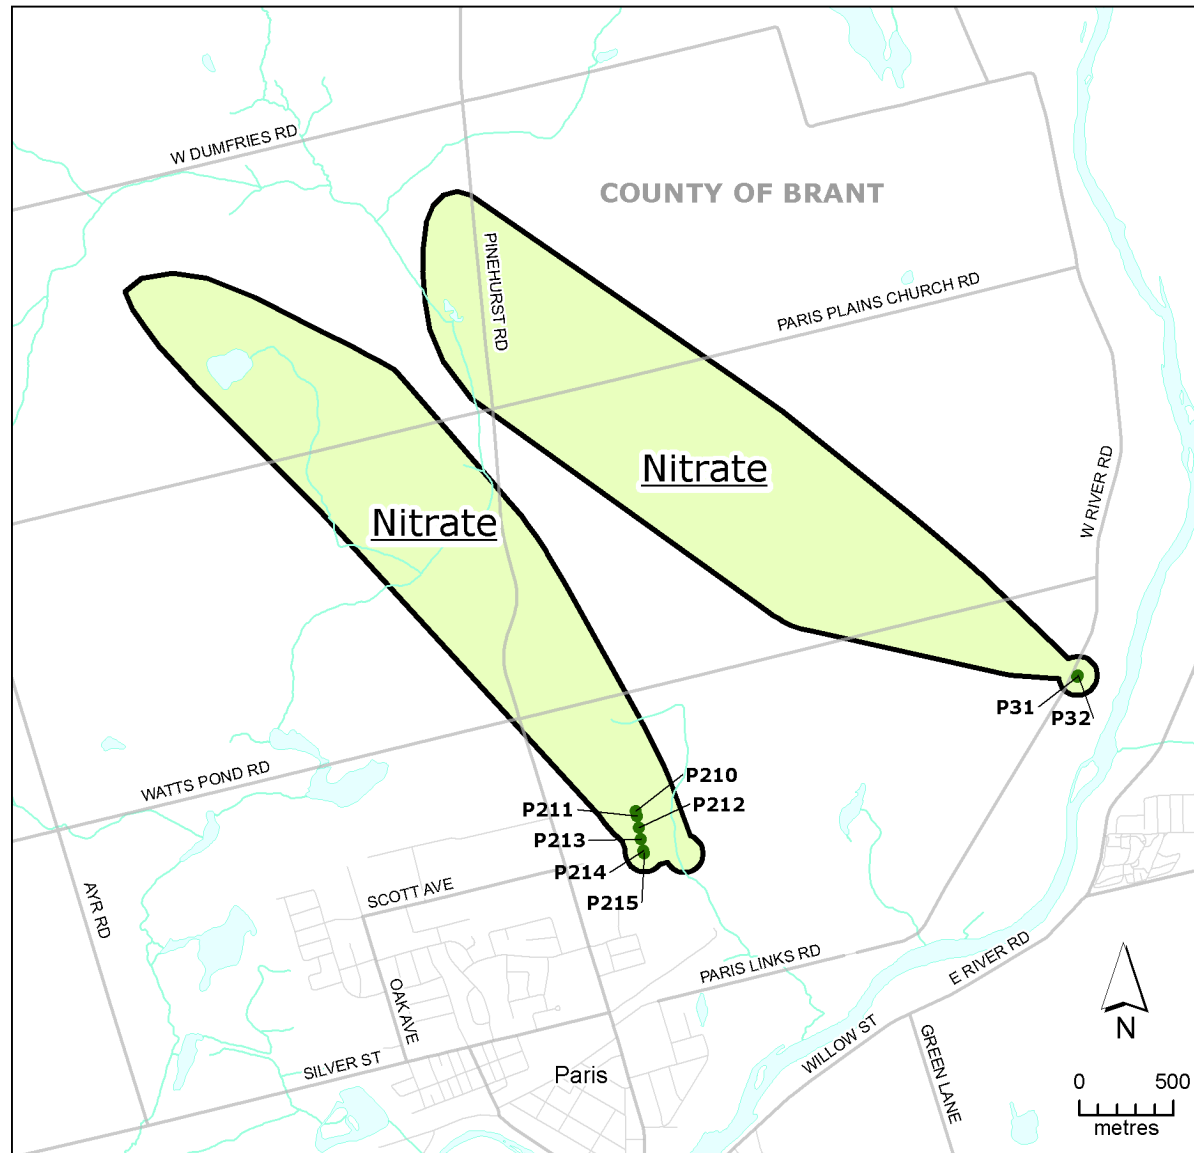 W DUMFRIES RD
COUNTY OF BRANT
PINEHURST RD
PARIS PLAINS CHURCH RD
Nitrate
Nitrate
W RIVER RD
P31
P32
WATTS POND RD
P210
P211
P212
P213
P214
P215
SCOTT AVE
AYR RD
OAK AVE
PARIS LINKS RD
E RIVER RD
WILLOW ST
GREEN LANE
SILVER ST
Paris
N
0 500
metres